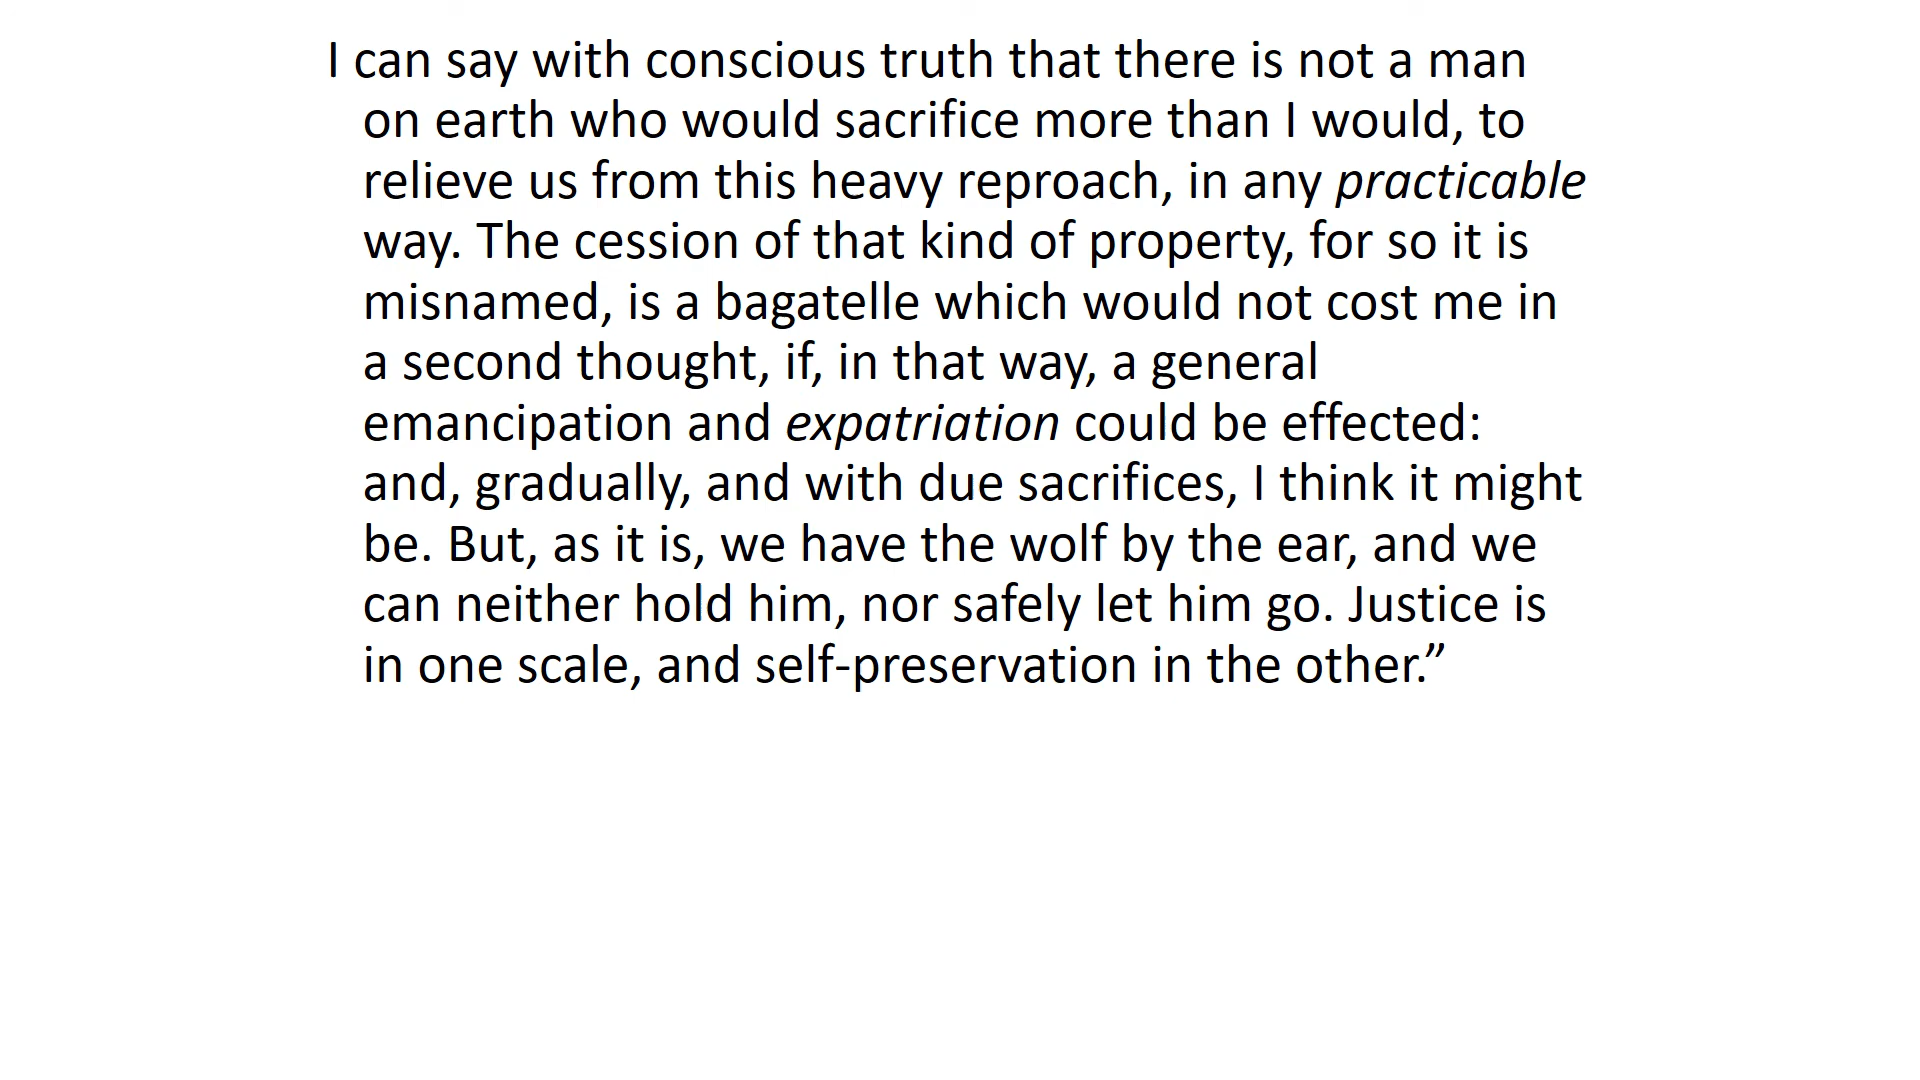 I can say with conscious truth that there is not a man
on earth who would sacrifice more than I would, to
relieve us from this heavy reproach, in any practicable
way. The cession of that kind of property, for so it is
misnamed, is a bagatelle which would not cost me in
a second thought, if, in that way, a general
emancipation and expatriation could be effected:
and, gradually, and with due sacrifices, I think it might
be. But, as it is, we have the wolf by the ear, and we
can neither hold him, nor safely let him go. Justice is
in one scale, and self-preservation in the other.”